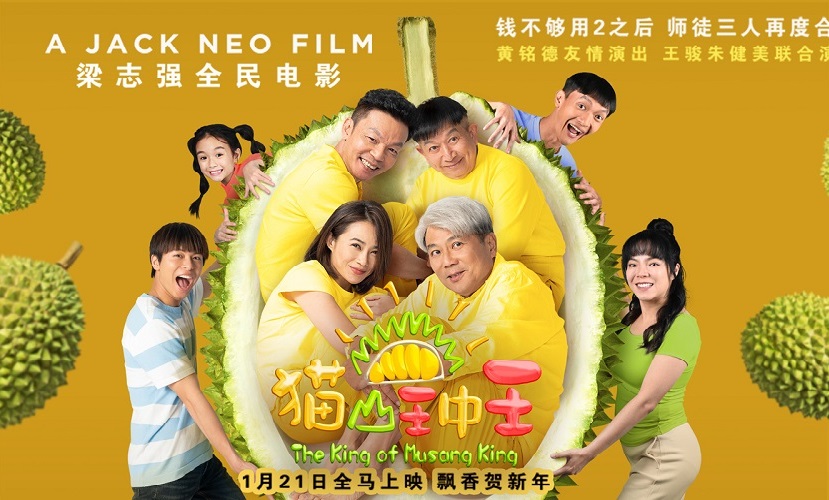 A JACK NEO FILM
梁志强全民电影
钱不够用2之后 师徒三人再度合
黄铭德友情演出 王骏朱健美联合演
猫山王中王
The King of Musang King
1月21日全马上映 飘香贺新年